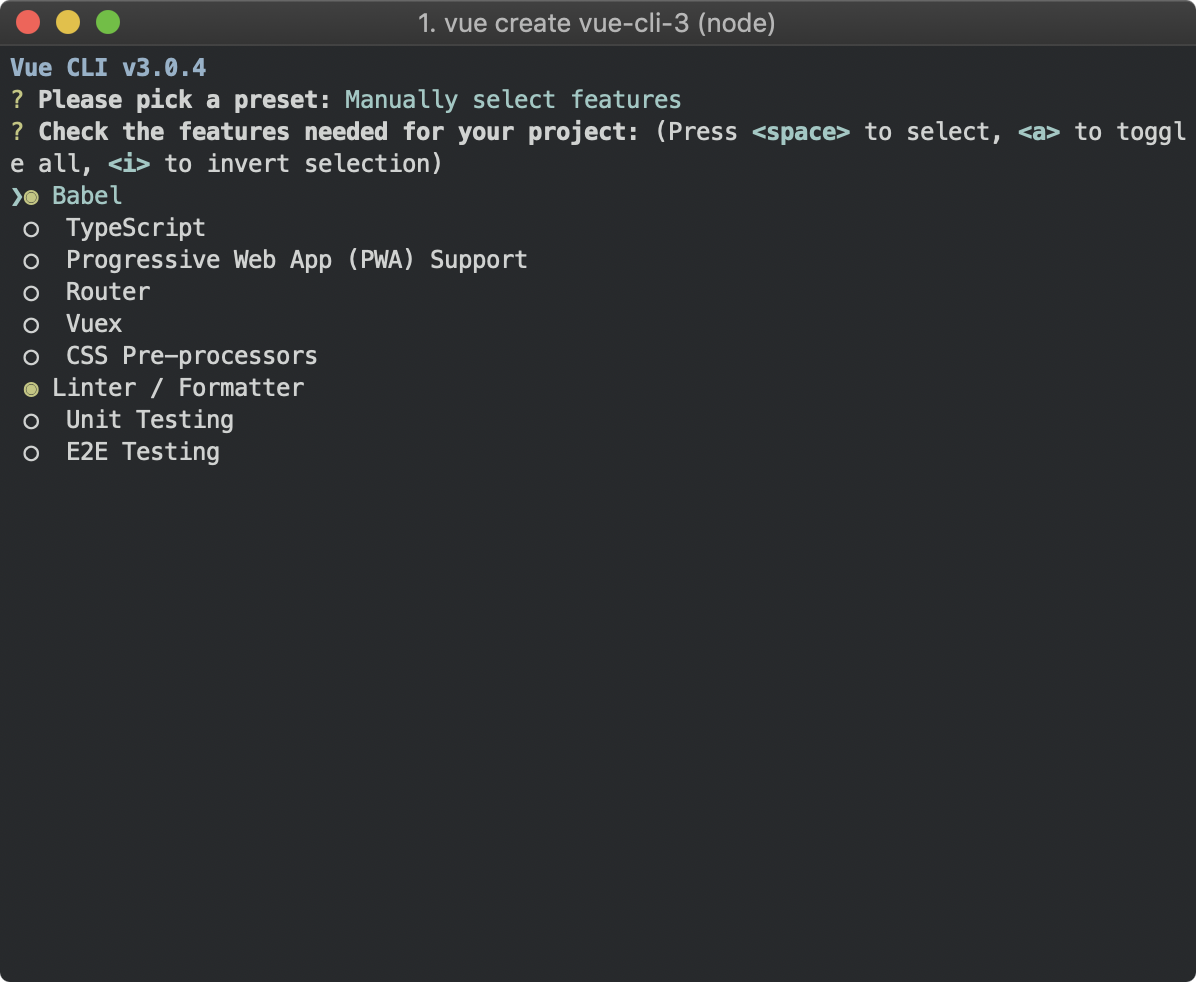 1. vue create vue-cli-3 (node)
Vue CLI v3.0.4
? Please pick a preset: Manually select features
? Check the features needed for your project: (Press <space> to select, <a> to toggl
e all, <i> to invert selection)
❯◉ Babel
◯ TypeScript
◯ Progressive Web App (PWA) Support
◯ Router
◯ Vuex
◯ CSS Pre-processors
◉ Linter / Formatter
◯ Unit Testing
◯ E2E Testing